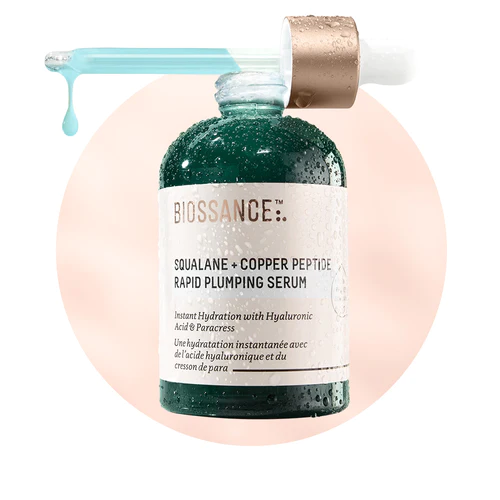 BIOSSANCE™
SQUALANE + COPPER PEPTIDE
RAPID PLUMPING SERUM
Instant Hydration with Hyaluronic
Acid & Paracress
Une hydratation instantanée avec
de l'acide hyaluronique et du
cresson de para